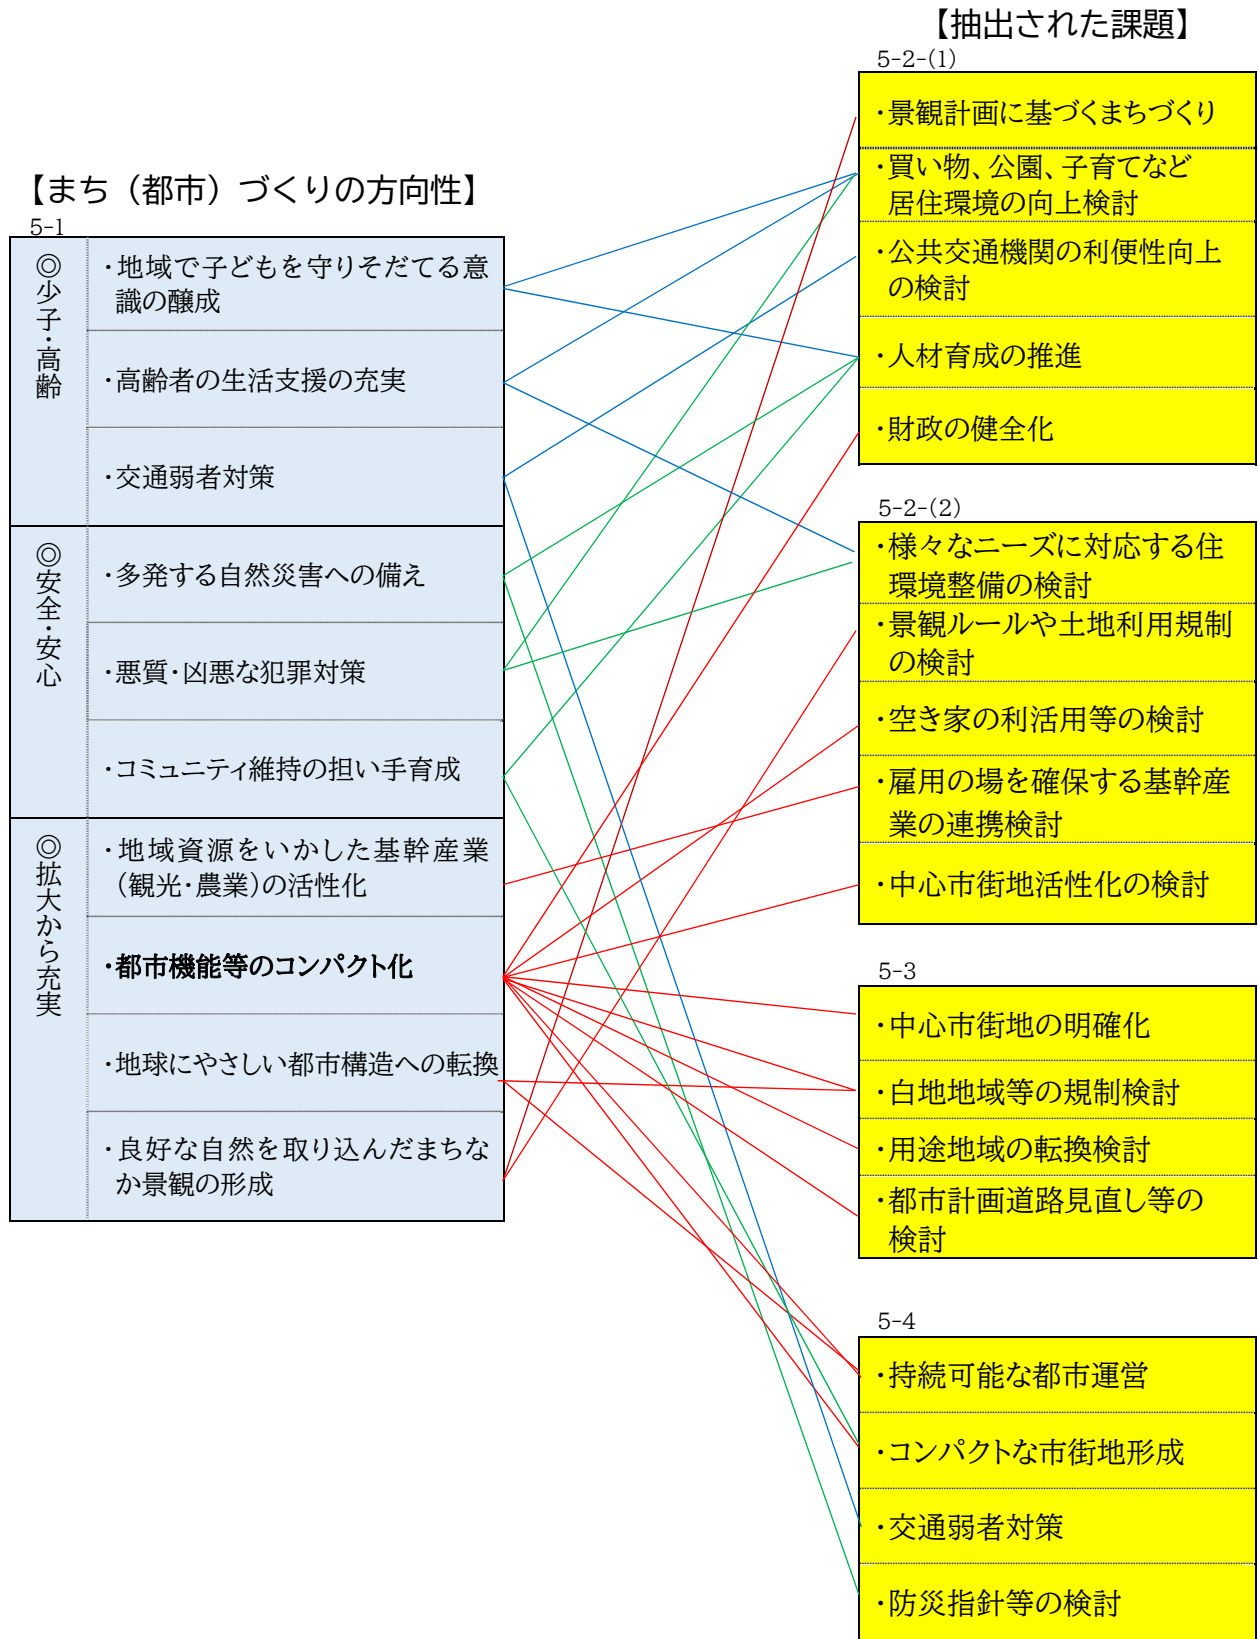 【まち（都市）づくりの方向性】
5-1
◎少子・高齢
・地域で子どもを守りそだてる意
識の醸成
・高齢者の生活支援の充実
・交通弱者対策
◎安全・安心
・多発する自然災害への備え
・悪質・凶悪な犯罪対策
・コミュニティ維持の担い手育成
◎拡大から充実
・地域資源をいかした基幹産業
（観光・農業）の活性化
・都市機能等のコンパクト化
・地球にやさしい都市構造への転換
・良好な自然を取り込んだまちな
か景観の形成
【抽出された課題】
5-2-(1)
・景観計画に基づくまちづくり
・買い物、公園、子育てなど
居住環境の向上検討
・公共交通機関の利便性向上
の検討
・人材育成の推進
・財政の健全化
5-2-(2)
・様々なニーズに対応する住
環境整備の検討
・景観ルールや土地利用規制
の検討
・空き家の利活用等の検討
・雇用の場を確保する基幹産
業の連携検討
・中心市街地活性化の検討
5-3
・中心市街地の明確化
・白地地域等の規制検討
・用途地域の転換検討
・都市計画道路見直し等の
検討
5-4
・持続可能な都市運営
・コンパクトな市街地形成
・交通弱者対策
・防災指針等の検討